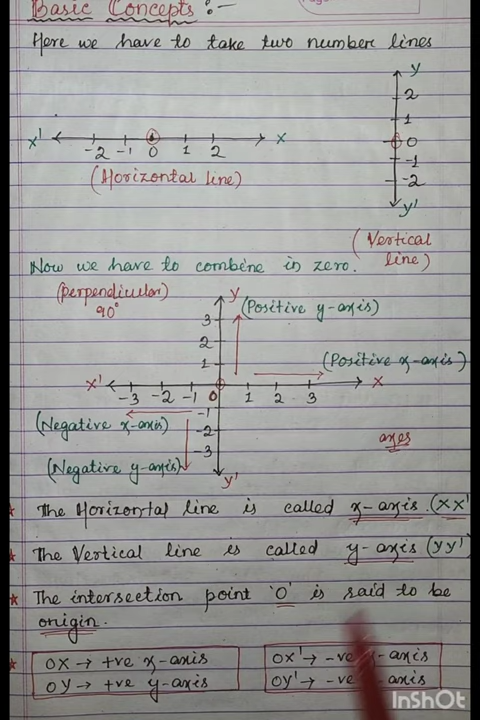 Basic Concepts :-
Here we have to take two number lines
y
2
1
0
-1
-2
y'
x' -2 -1 0 1 2 x
(Horizontal line)
(Vertical
line)
Now we have to combine in zero.
(perpendicular)
90°
y
(Positive y-axis)
3
2
1
(Positive x-axis)
x' -3 -2 -1 0 1 2 3 x
-1
-2
-3
y'
(Negative x-axis)
(Negative y-axis)
axes
* The Horizontal line is called x-axis (xx'
* The Vertical line is called y-axis (yy')
* The intersection point 'O' is said to be
origin.
* OX → +ve x-axis
OY → +ve y-axis
OX' → -ve x-axis
OY' → -ve axis
InShOt